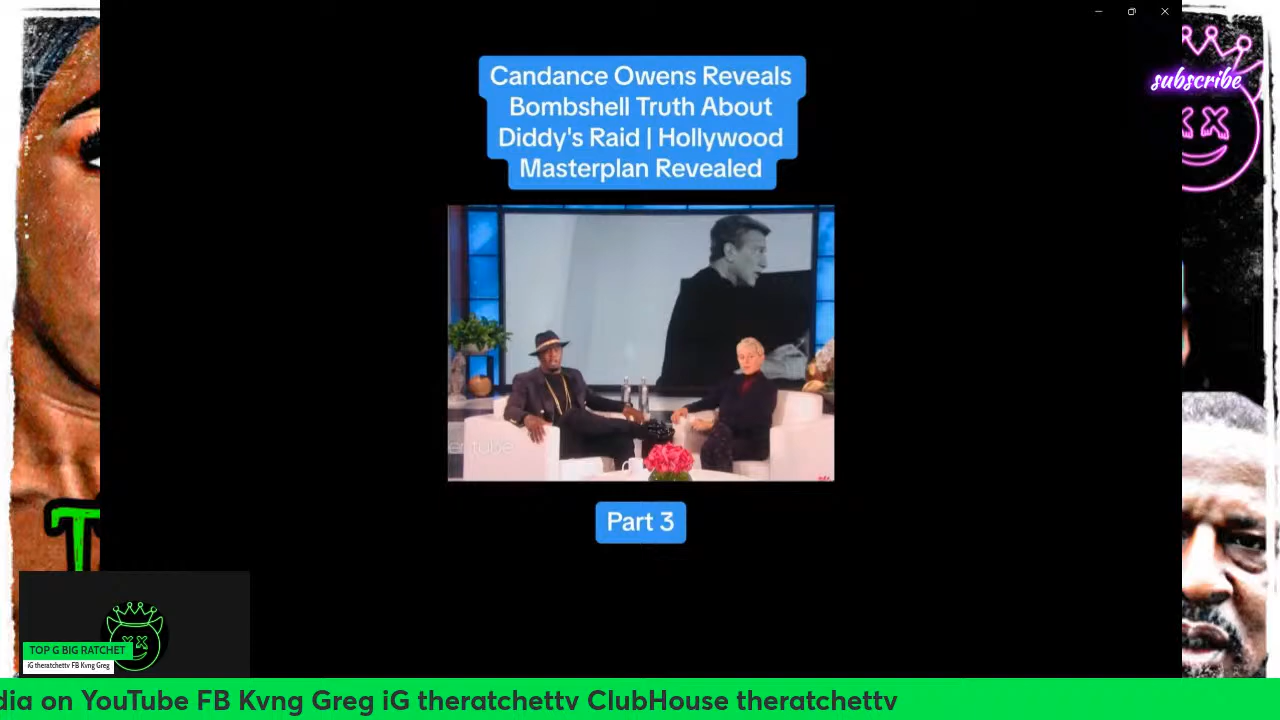 subscribe
Candance Owens Reveals
Bombshell Truth About
Diddy's Raid | Hollywood
Masterplan Revealed
Part 3
TOP G BIG RATCHET
iG theratchettv FB Kvng Greg
dia on YouTube FB Kvng Greg iG theratchettv ClubHouse theratchettv